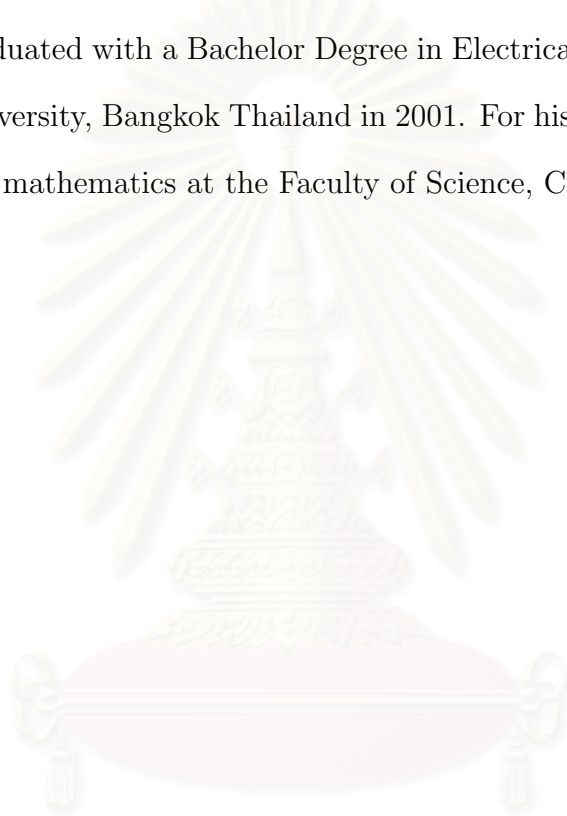 duated with a Bachelor Degree in Electrica
versity, Bangkok Thailand in 2001. For his
mathematics at the Faculty of Science, C